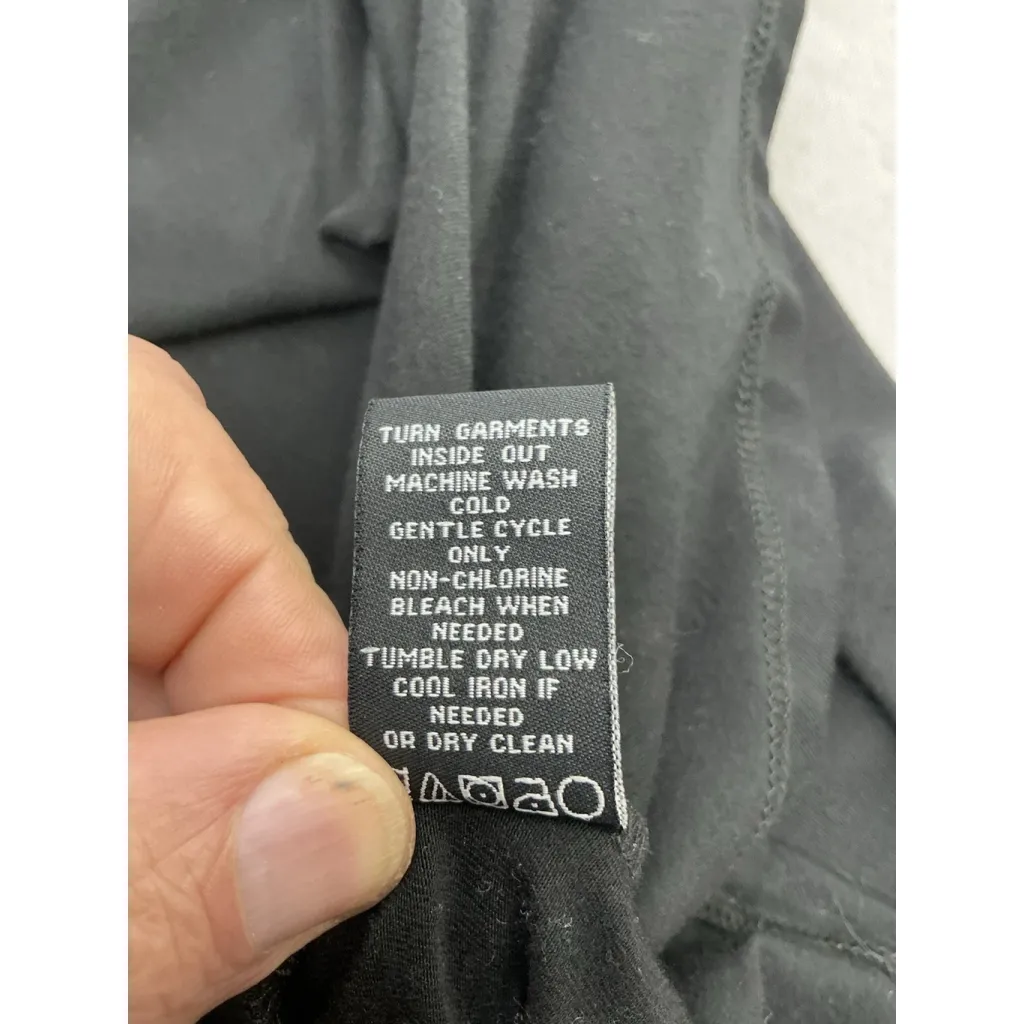 TURN GARMENTS
INSIDE OUT
MACHINE WASH
COLD
GENTLE CYCLE
ONLY
NON-CHLORINE
BLEACH WHEN
NEEDED
TUMBLE DRY LOW
COOL IRON IF
NEEDED
OR DRY CLEAN